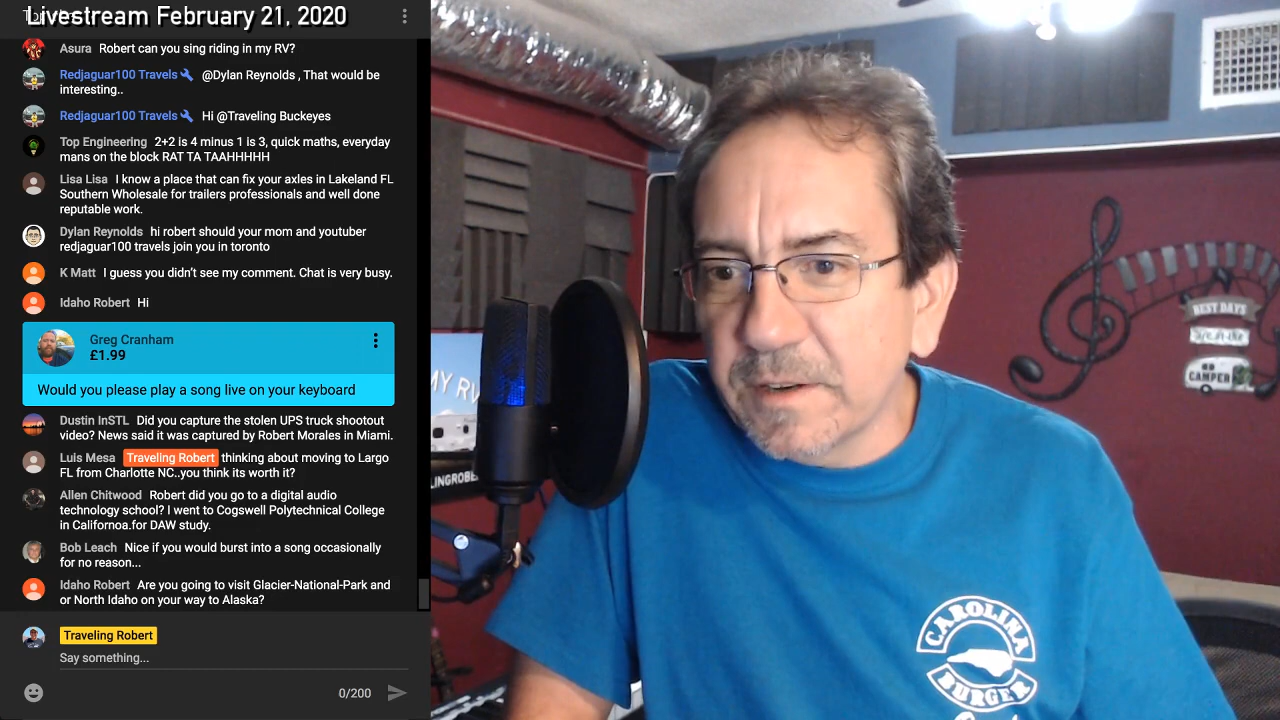 Livestream February 21, 2020
Asura Robert can you sing riding in my RV?
Redjaguar100 Travels @Dylan Reynolds , That would be
interesting..
Redjaguar100 Travels Hi @Traveling Buckeyes
Top Engineering 2+2 is 4 minus 1 is 3, quick maths, everyday
mans on the block RAT TA TAAHHHHH
Lisa Lisa I know a place that can fix your axles in Lakeland FL
Southern Wholesale for trailers professionals and well done
reputable work.
Dylan Reynolds hi robert should your mom and youtuber
redjaguar100 travels join you in toronto
K Matt I guess you didn't see my comment. Chat is very busy.
Idaho Robert Hi
Greg Cranham
£1.99
Would you please play a song live on your keyboard
Dustin InSTL Did you capture the stolen UPS truck shootout
video? News said it was captured by Robert Morales in Miami.
Luis Mesa Traveling Robert thinking about moving to Largo
FL from Charlotte NC..you think its worth it?
Allen Chitwood Robert did you go to a digital audio
technology school? I went to Cogswell Polytechnical College
in Californoa.for DAW study.
Bob Leach Nice if you would burst into a song occasionally
for no reason...
Idaho Robert Are you going to visit Glacier-National-Park and
or North Idaho on your way to Alaska?
Traveling Robert
Say something...
0/200
MY RV
LINGROBE
BEST DAYS
CAMPER
CAROLINA
BURGER